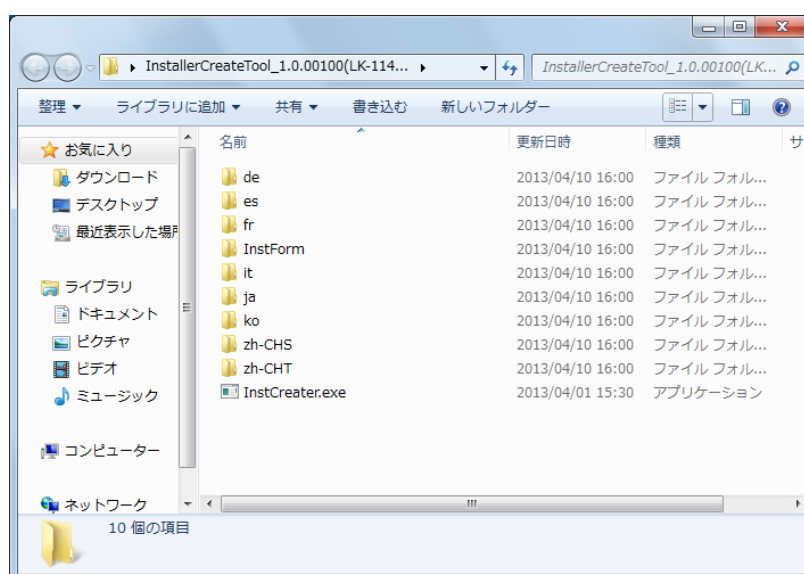 InstallerCreateTool_1.0.00100(LK-114...
InstallerCreateTool_1.0.00100(LK...
整理 ライブラリに追加 共有 書き込む 新しいフォルダー
お気に入り
ダウンロード
デスクトップ
最近表示した場所
ライブラリ
ドキュメント
ピクチャ
ビデオ
ミュージック
コンピューター
ネットワーク
名前 更新日時 種類 サ
de 2013/04/10 16:00 ファイル フォル...
es 2013/04/10 16:00 ファイル フォル...
fr 2013/04/10 16:00 ファイル フォル...
InstForm 2013/04/10 16:00 ファイル フォル...
it 2013/04/10 16:00 ファイル フォル...
ja 2013/04/10 16:00 ファイル フォル...
ko 2013/04/10 16:00 ファイル フォル...
zh-CHS 2013/04/10 16:00 ファイル フォル...
zh-CHT 2013/04/10 16:00 ファイル フォル...
InstCreater.exe 2013/04/01 15:30 アプリケーション
10 個の項目